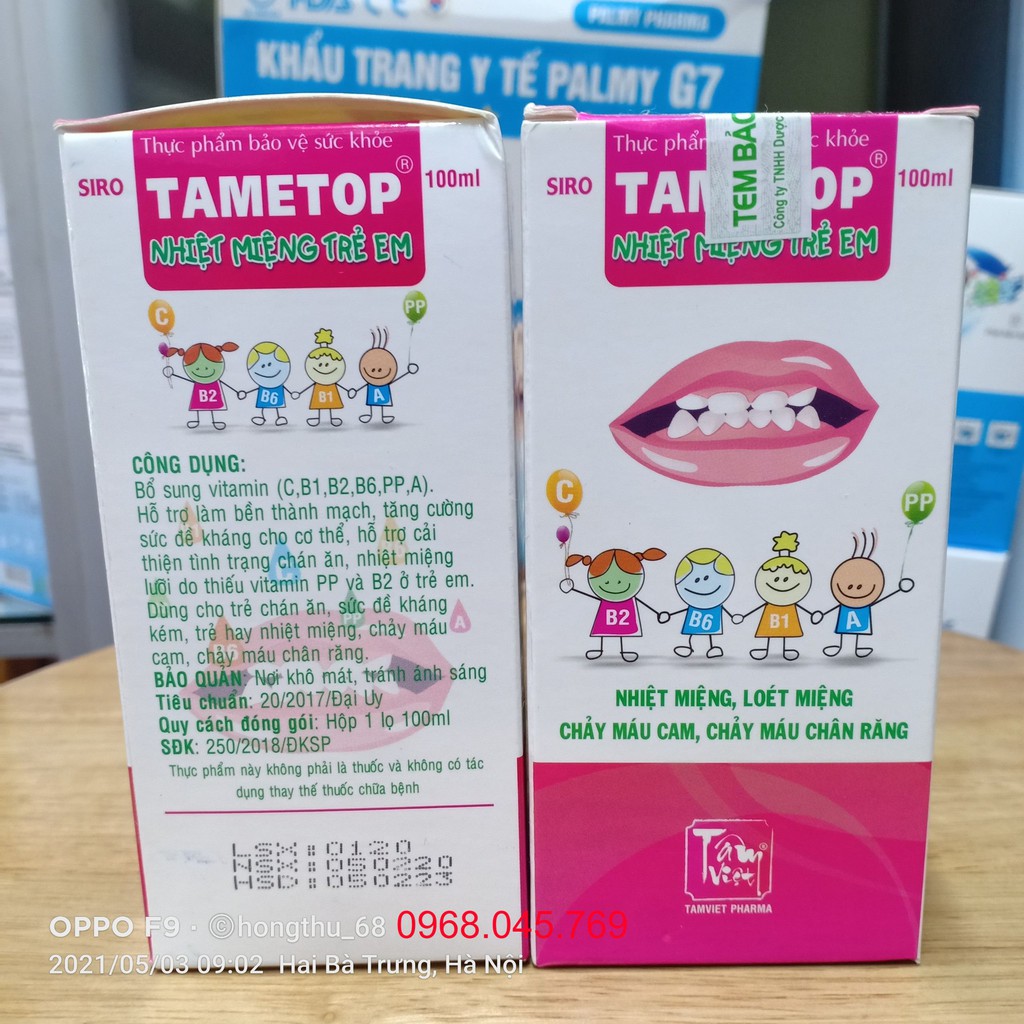 PALMY PHARMA
KHẨU TRANG Y TẾ PALMY G7
Thực phẩm bảo vệ sức khỏe
SIRO
TAMETOP®
100ml
NHIỆT MIỆNG TRẺ EM
C
PP
B2
B6
B1
A
CÔNG DỤNG:
Bổ sung vitamin (C,B1,B2,B6,PP,A).
Hỗ trợ làm bền thành mạch, tăng cường
sức đề kháng cho cơ thể, hỗ trợ cải
thiện tình trạng chán ăn, nhiệt miệng
lưỡi do thiếu vitamin PP và B2 ở trẻ em.
Dùng cho trẻ chán ăn, sức đề kháng
kém, trẻ hay nhiệt miệng, chảy máu
cam, chảy máu chân răng.
BẢO QUẢN: Nơi khô mát, tránh ánh sáng
Tiêu chuẩn: 20/2017/Đại Uy
Quy cách đóng gói: Hộp 1 lọ 100ml
SĐK: 250/2018/ĐKSP
Thực phẩm này không phải là thuốc và không có tác
dụng thay thế thuốc chữa bệnh
LSX:0120
NSX:050220
HSD:050223
Thực khỏe
SIRO
®
100ml
NHIỆT MIỆNG TRẺ EM
TEM BẢO
Công ty TNHH Dược
C
PP
B2
B6
B1
A
NHIỆT MIỆNG, LOÉT MIỆNG
CHẢY MÁU CAM, CHẢY MÁU CHÂN RĂNG
Tâm Việt®
TAMVIET PHARMA
OPPO F9 · ©hongthu_68 0968.045.769
2021/05/03 09:02 Hai Bà Trưng, Hà Nội